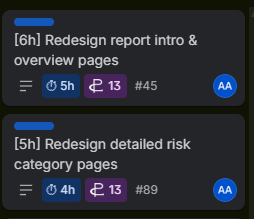 [6h] Redesign report intro &
overview pages
5h 13 #45 AA
[5h] Redesign detailed risk
category pages
4h 13 #89 AA